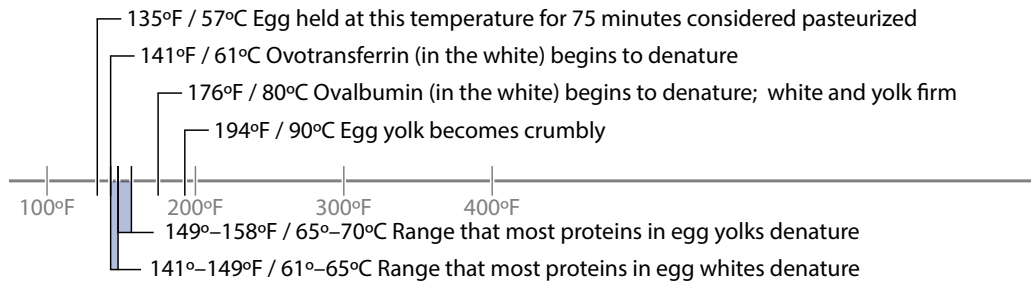 135ºF / 57ºC Egg held at this temperature for 75 minutes considered pasteurized
141ºF / 61ºC Ovotransferrin (in the white) begins to denature
176ºF / 80ºC Ovalbumin (in the white) begins to denature;  white and yolk firm
194ºF / 90ºC Egg yolk becomes crumbly
100ºF 200ºF 300ºF 400ºF
149º–158ºF / 65º–70ºC Range that most proteins in egg yolks denature
141º–149ºF / 61º–65ºC Range that most proteins in egg whites denature